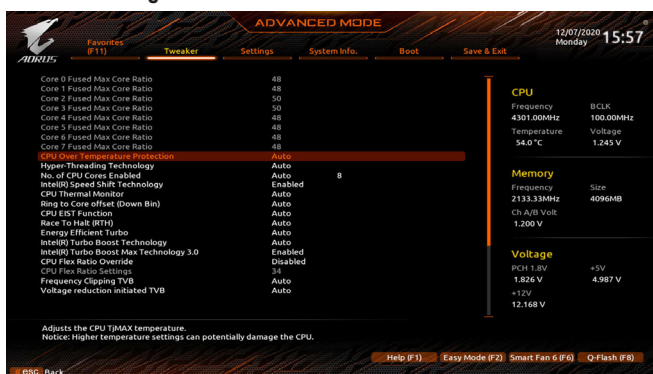 ADVANCED MODE
12/07/2020 15:57
Monday
AORUS
Favorites
(F11)
Tweaker
Settings
System Info.
Boot
Save & Exit
Core 0 Fused Max Core Ratio 48
Core 1 Fused Max Core Ratio 48
Core 2 Fused Max Core Ratio 50
Core 3 Fused Max Core Ratio 50
Core 4 Fused Max Core Ratio 48
Core 5 Fused Max Core Ratio 48
Core 6 Fused Max Core Ratio 48
Core 7 Fused Max Core Ratio 48
CPU Over Temperature Protection Auto
Hyper-Threading Technology Auto
No. of CPU Cores Enabled Auto 8
Intel(R) Speed Shift Technology Enabled
CPU Thermal Monitor Auto
Ring to Core offset (Down Bin) Auto
CPU EIST Function Auto
Race To Halt (RTH) Auto
Energy Efficient Turbo Auto
Intel(R) Turbo Boost Technology Auto
Intel(R) Turbo Boost Max Technology 3.0 Enabled
CPU Flex Ratio Override Disabled
CPU Flex Ratio Settings 34
Frequency Clipping TVB Auto
Voltage reduction initiated TVB Auto
CPU
Frequency BCLK
4301.00MHz 100.00MHz
Temperature Voltage
54.0 °C 1.245 V
Memory
Frequency Size
2133.33MHz 4096MB
Ch A/B Volt
1.200 V
Voltage
PCH 1.8V +5V
1.826 V 4.987 V
+12V
12.168 V
Adjusts the CPU TjMAX temperature.
Notice: Higher temperature settings can potentially damage the CPU.
Help (F1) Easy Mode (F2) Smart Fan 6 (F6) Q-Flash (F8)
esc Back